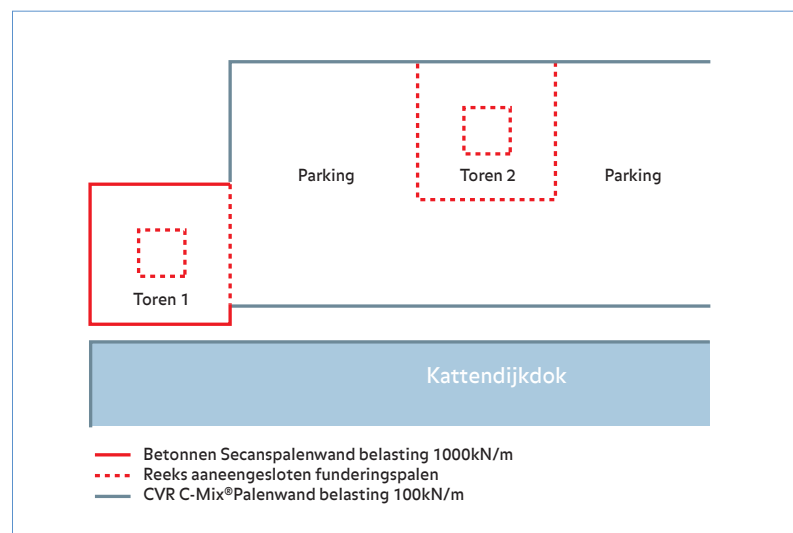 Parking
Toren 2
Parking
Toren 1
Kattendijkdok
Betonnen Secanspalenwand belasting 1000kN/m
Reeks aaneengesloten funderingspalen
CVR C-Mix®Palenwand belasting 100kN/m